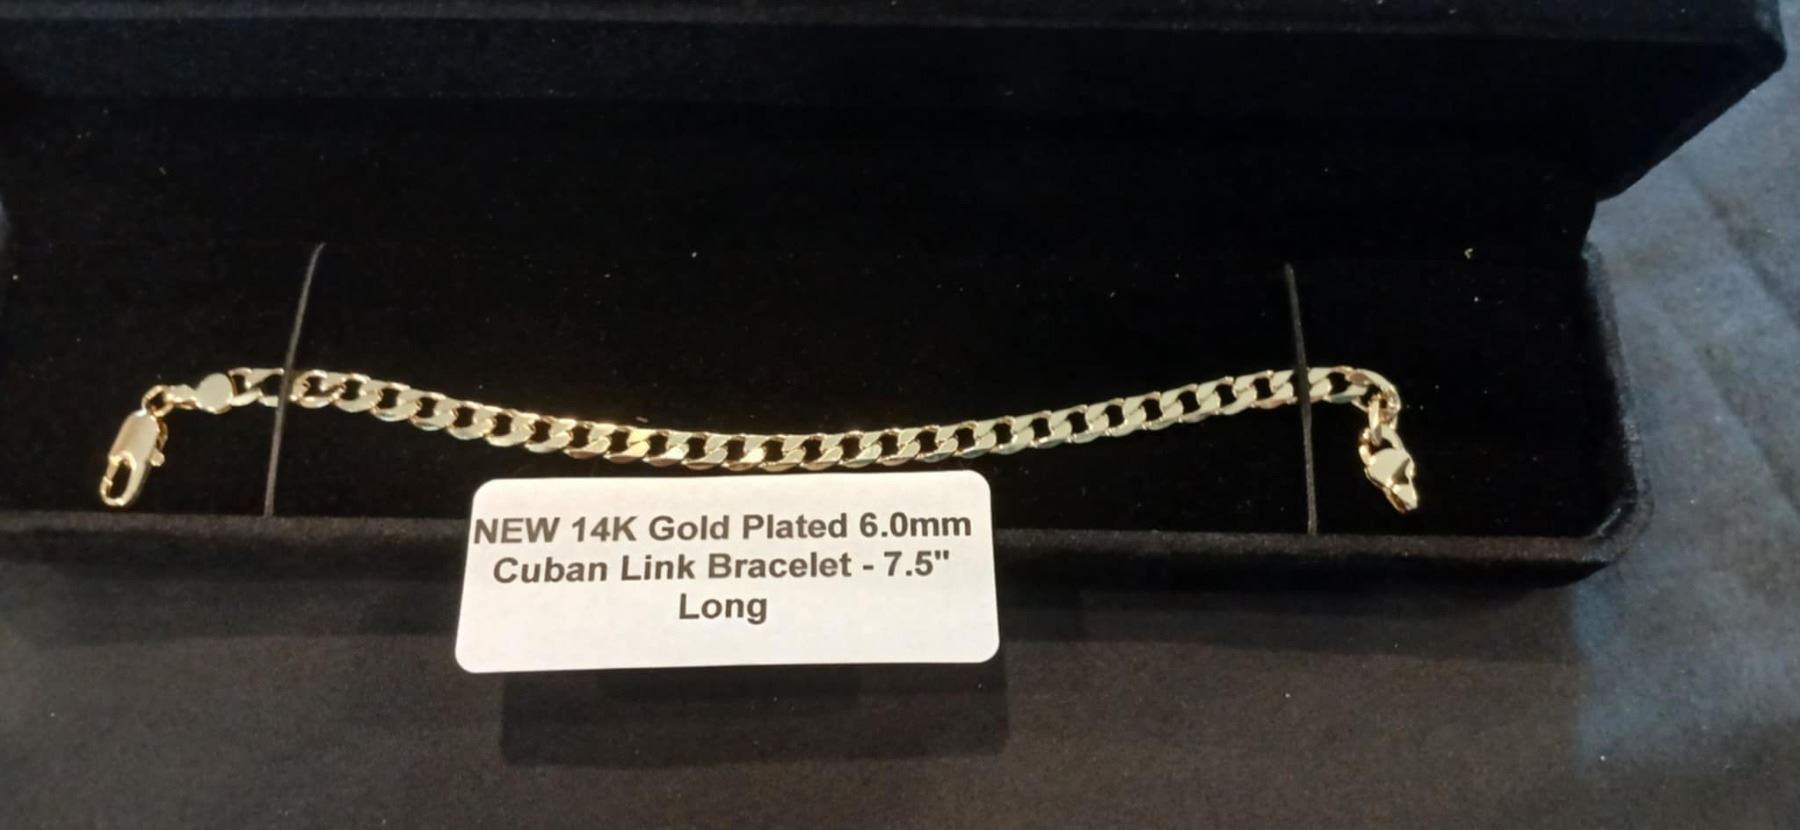 NEW 14K Gold Plated 6.0mm
Cuban Link Bracelet - 7.5"
Long